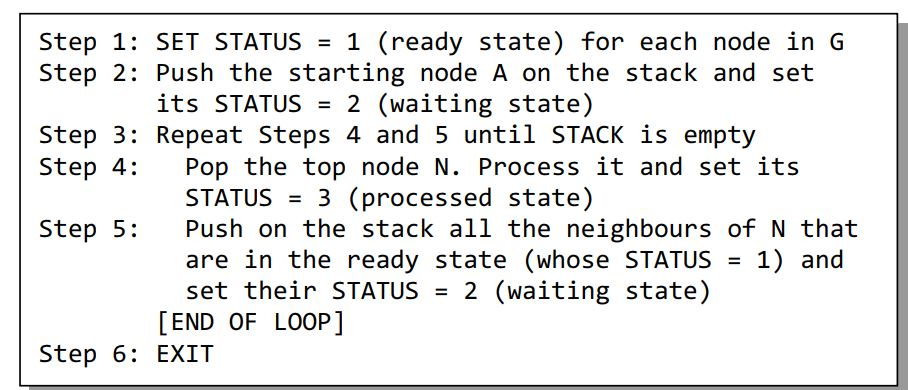 Step 1: SET STATUS = 1 (ready state) for each node in G
Step 2: Push the starting node A on the stack and set
its STATUS = 2 (waiting state)
Step 3: Repeat Steps 4 and 5 until STACK is empty
Step 4: Pop the top node N. Process it and set its
STATUS = 3 (processed state)
Step 5: Push on the stack all the neighbours of N that
are in the ready state (whose STATUS = 1) and
set their STATUS = 2 (waiting state)
[END OF LOOP]
Step 6: EXIT